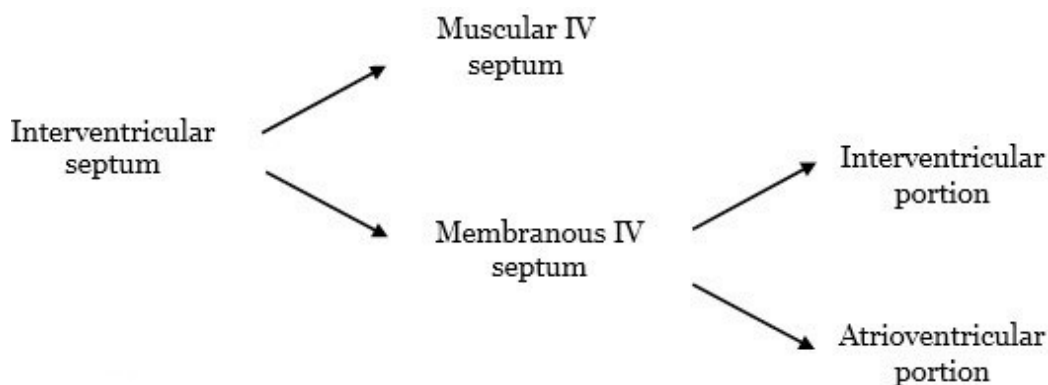 Muscular IV
septum
Interventricular
septum
Interventricular
portion
Membranous IV
septum
Atrioventricular
portion